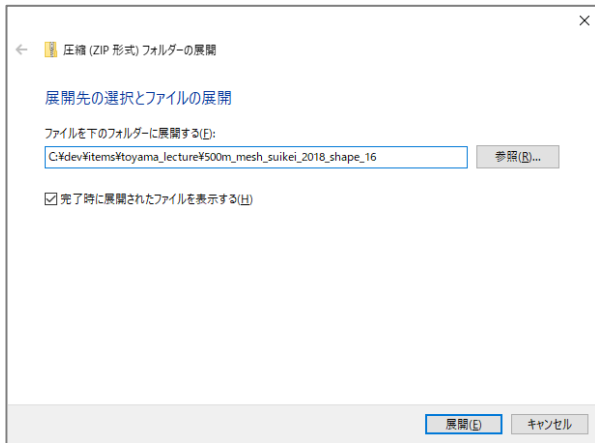 圧縮 (ZIP 形式) フォルダーの展開
展開先の選択とファイルの展開
ファイルを下のフォルダーに展開する(F):
C:¥dev¥items¥toyama_lecture¥500m_mesh_suikei_2018_shape_16
参照(R)...
完了時に展開されたファイルを表示する(H)
展開(E)
キャンセル